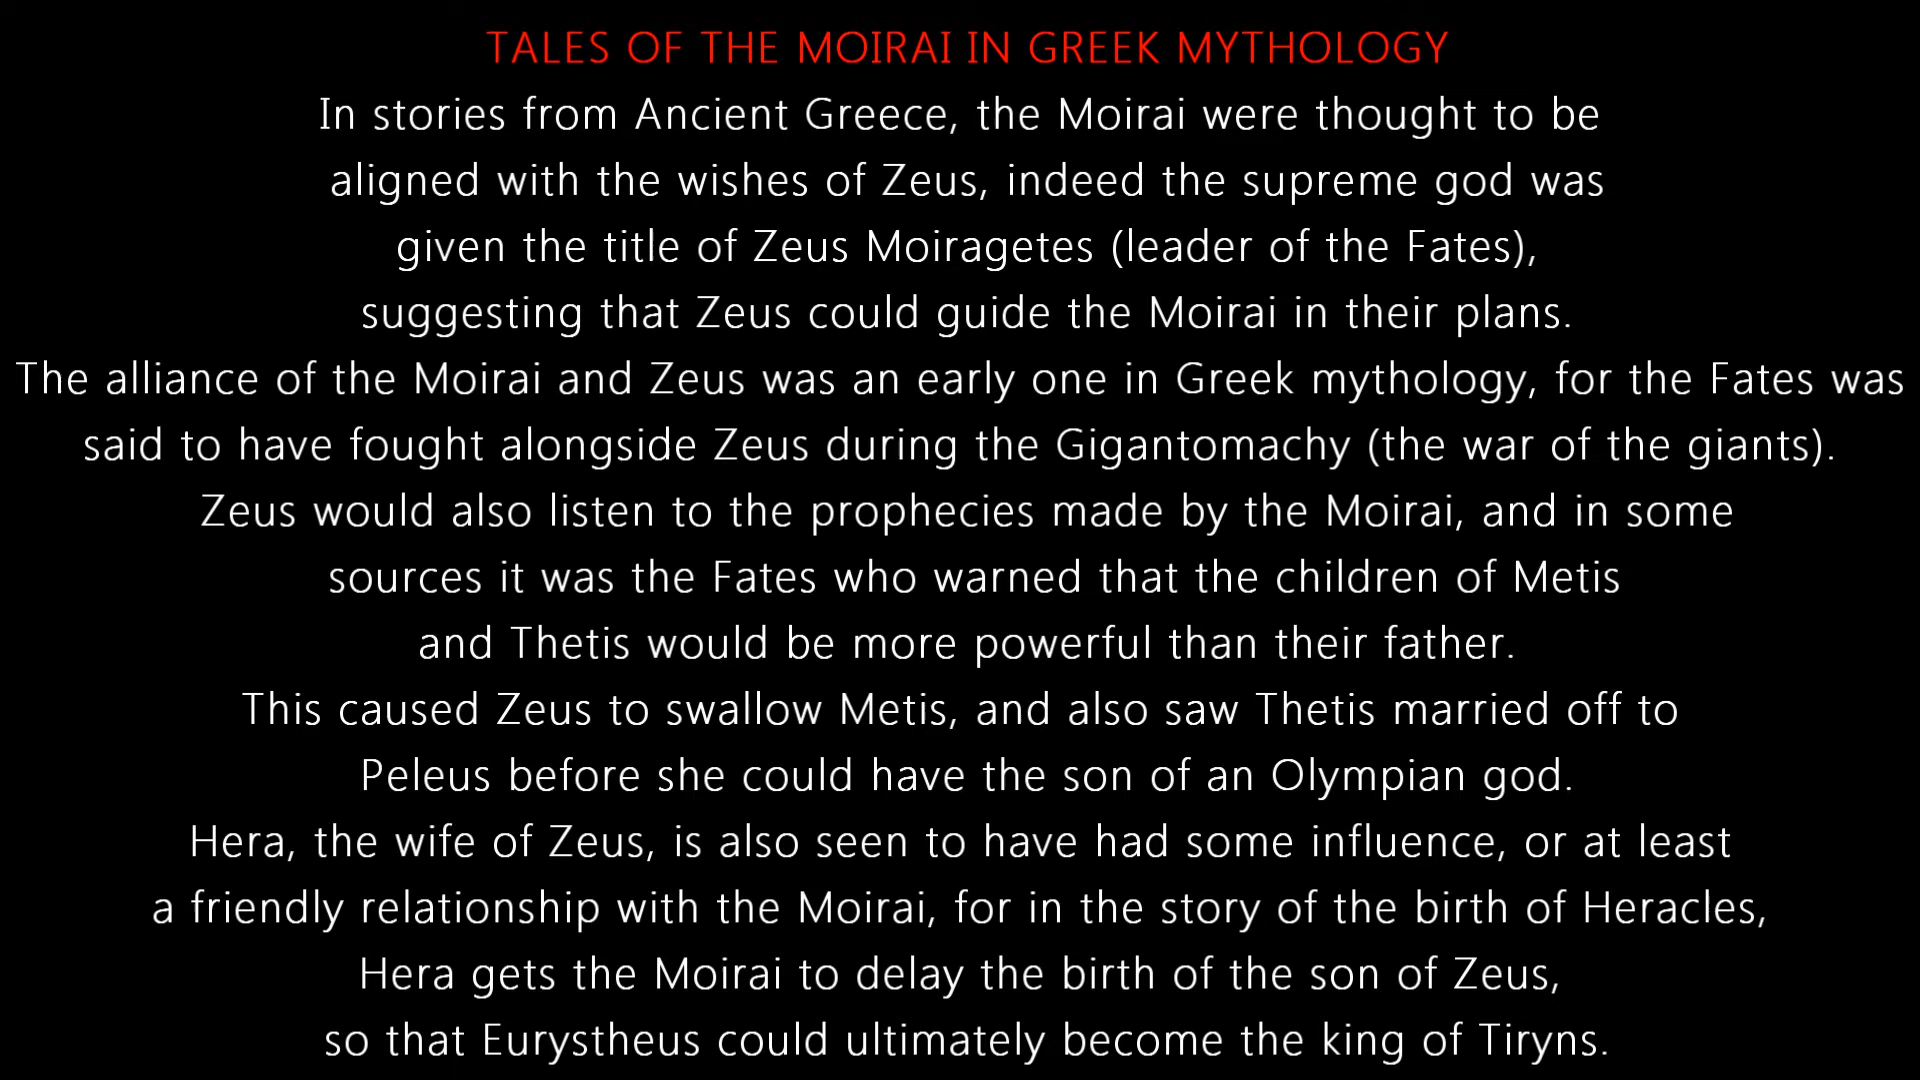 TALES OF THE MOIRAI IN GREEK MYTHOLOGY
In stories from Ancient Greece, the Moirai were thought to be
aligned with the wishes of Zeus, indeed the supreme god was
given the title of Zeus Moiragetes (leader of the Fates),
suggesting that Zeus could guide the Moirai in their plans.
The alliance of the Moirai and Zeus was an early one in Greek mythology, for the Fates was
said to have fought alongside Zeus during the Gigantomachy (the war of the giants).
Zeus would also listen to the prophecies made by the Moirai, and in some
sources it was the Fates who warned that the children of Metis
and Thetis would be more powerful than their father.
This caused Zeus to swallow Metis, and also saw Thetis married off to
Peleus before she could have the son of an Olympian god.
Hera, the wife of Zeus, is also seen to have had some influence, or at least
a friendly relationship with the Moirai, for in the story of the birth of Heracles,
Hera gets the Moirai to delay the birth of the son of Zeus,
so that Eurystheus could ultimately become the king of Tiryns.